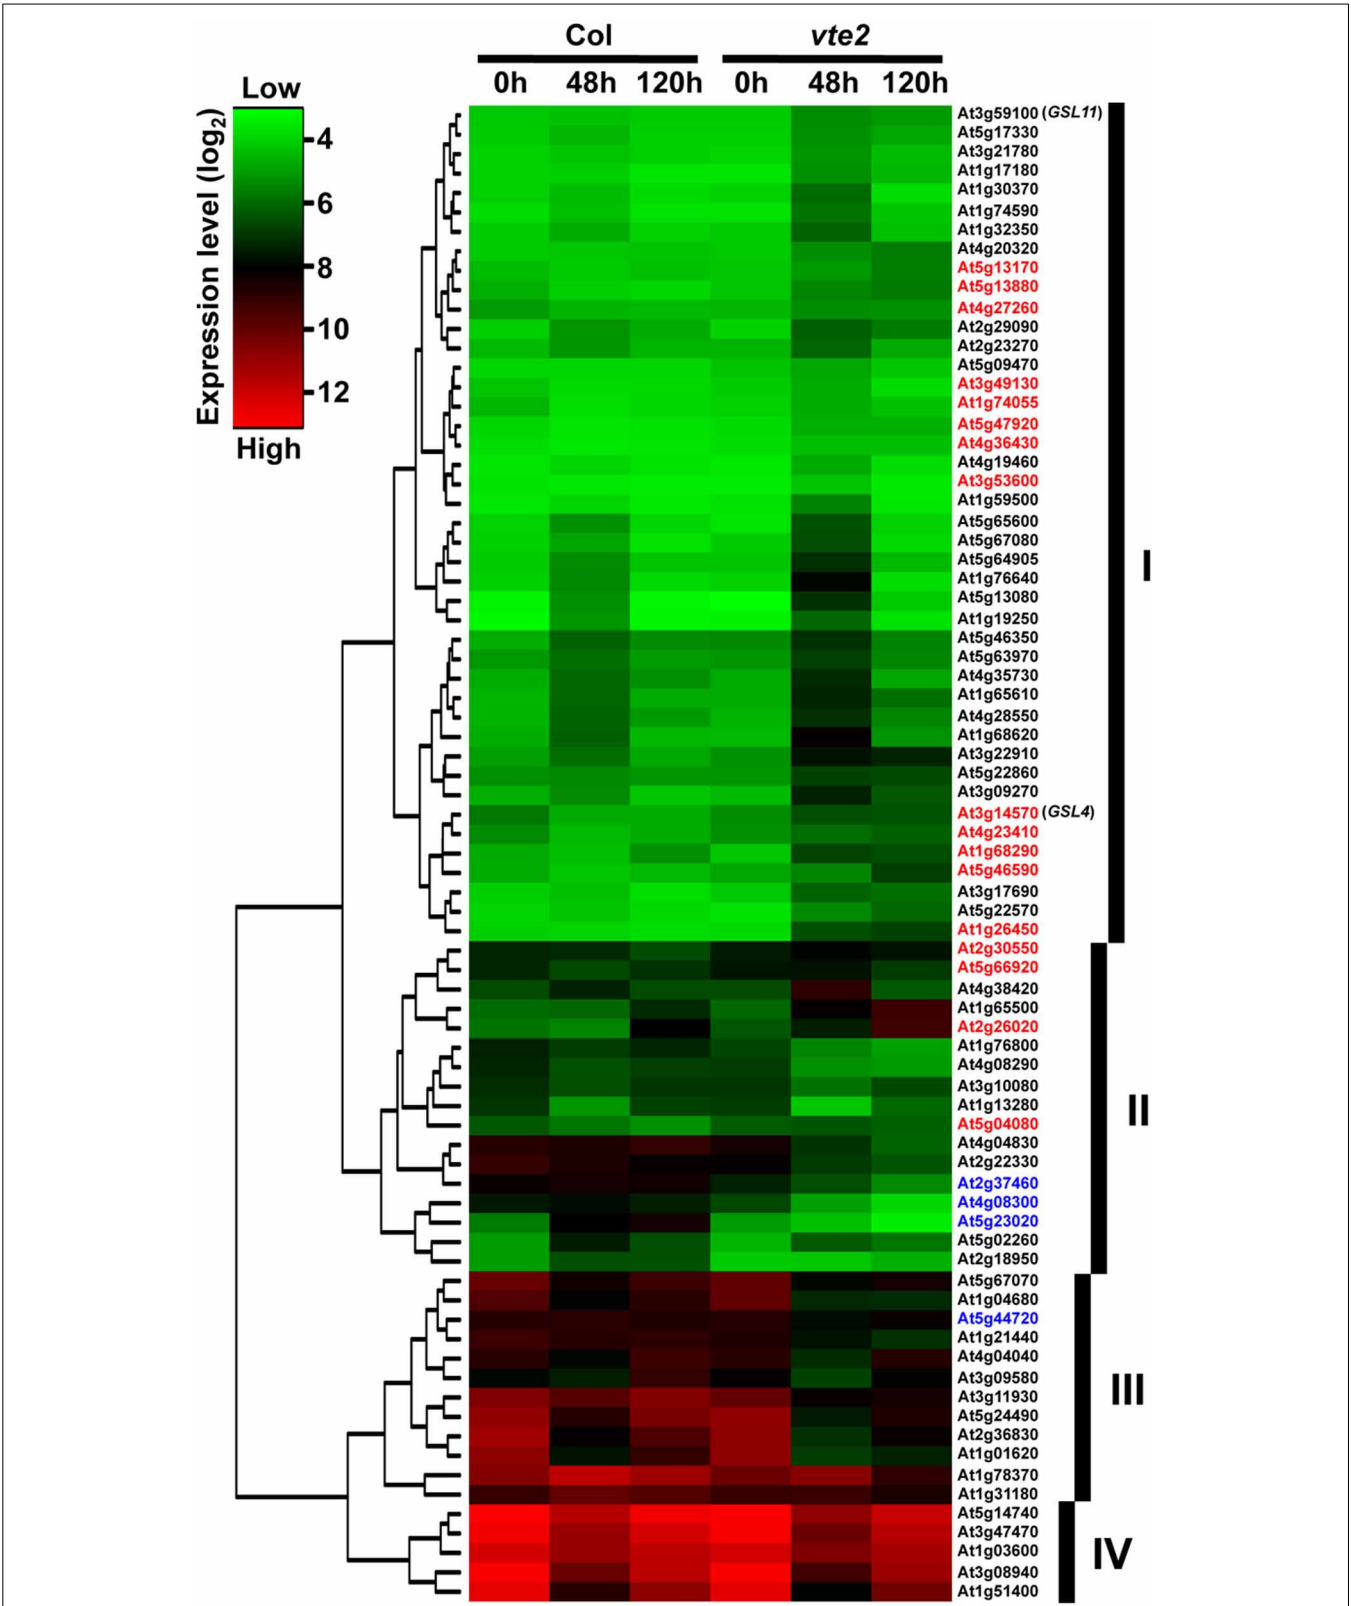 Col vte2
0h 48h 120h 0h 48h 120h
Low
Expression level (log2)
4
6
8
10
12
High
At3g59100 (GSL11)
At5g17330
At3g21780
At1g17180
At1g30370
At1g74590
At1g32350
At4g20320
At5g13170
At5g13880
At4g27260
At2g29090
At2g23270
At5g09470
At3g49130
At1g74055
At5g47920
At4g36430
At4g19460
At3g53600
At1g59500
At5g65600
At5g67080
At5g64905
At1g76640
At5g13080
At1g19250
At5g46350
At5g63970
At4g35730
At1g65610
At4g28550
At1g68620
At3g22910
At5g22860
At3g09270
At3g14570 (GSL4)
At4g23410
At1g68290
At5g46590
At3g17690
At5g22570
At1g26450
I
At2g30550
At5g66920
At4g38420
At1g65500
At2g26020
At1g76800
At4g08290
At3g10080
At1g13280
At5g04080
At4g04830
At2g22330
At2g37460
At4g08300
At5g23020
At5g02260
At2g18950
II
At5g67070
At1g04680
At5g44720
At1g21440
At4g04040
At3g09580
At3g11930
At5g24490
At2g36830
At1g01620
At1g78370
At1g31180
III
At5g14740
At3g47470
At1g03600
At3g08940
At1g51400
IV